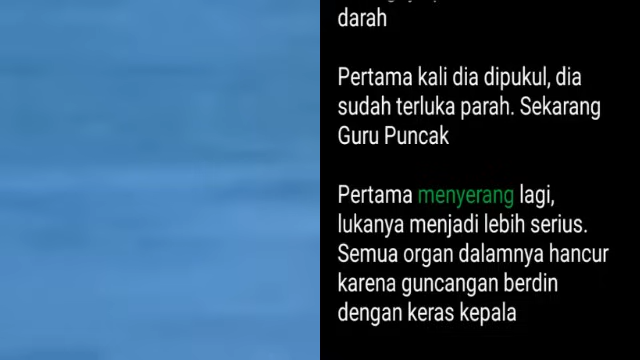 darah
Pertama kali dia dipukul, dia
sudah terluka parah. Sekarang
Guru Puncak
Pertama menyerang lagi,
lukanya menjadi lebih serius.
Semua organ dalamnya hancur
karena guncangan berdin
dengan keras kepala